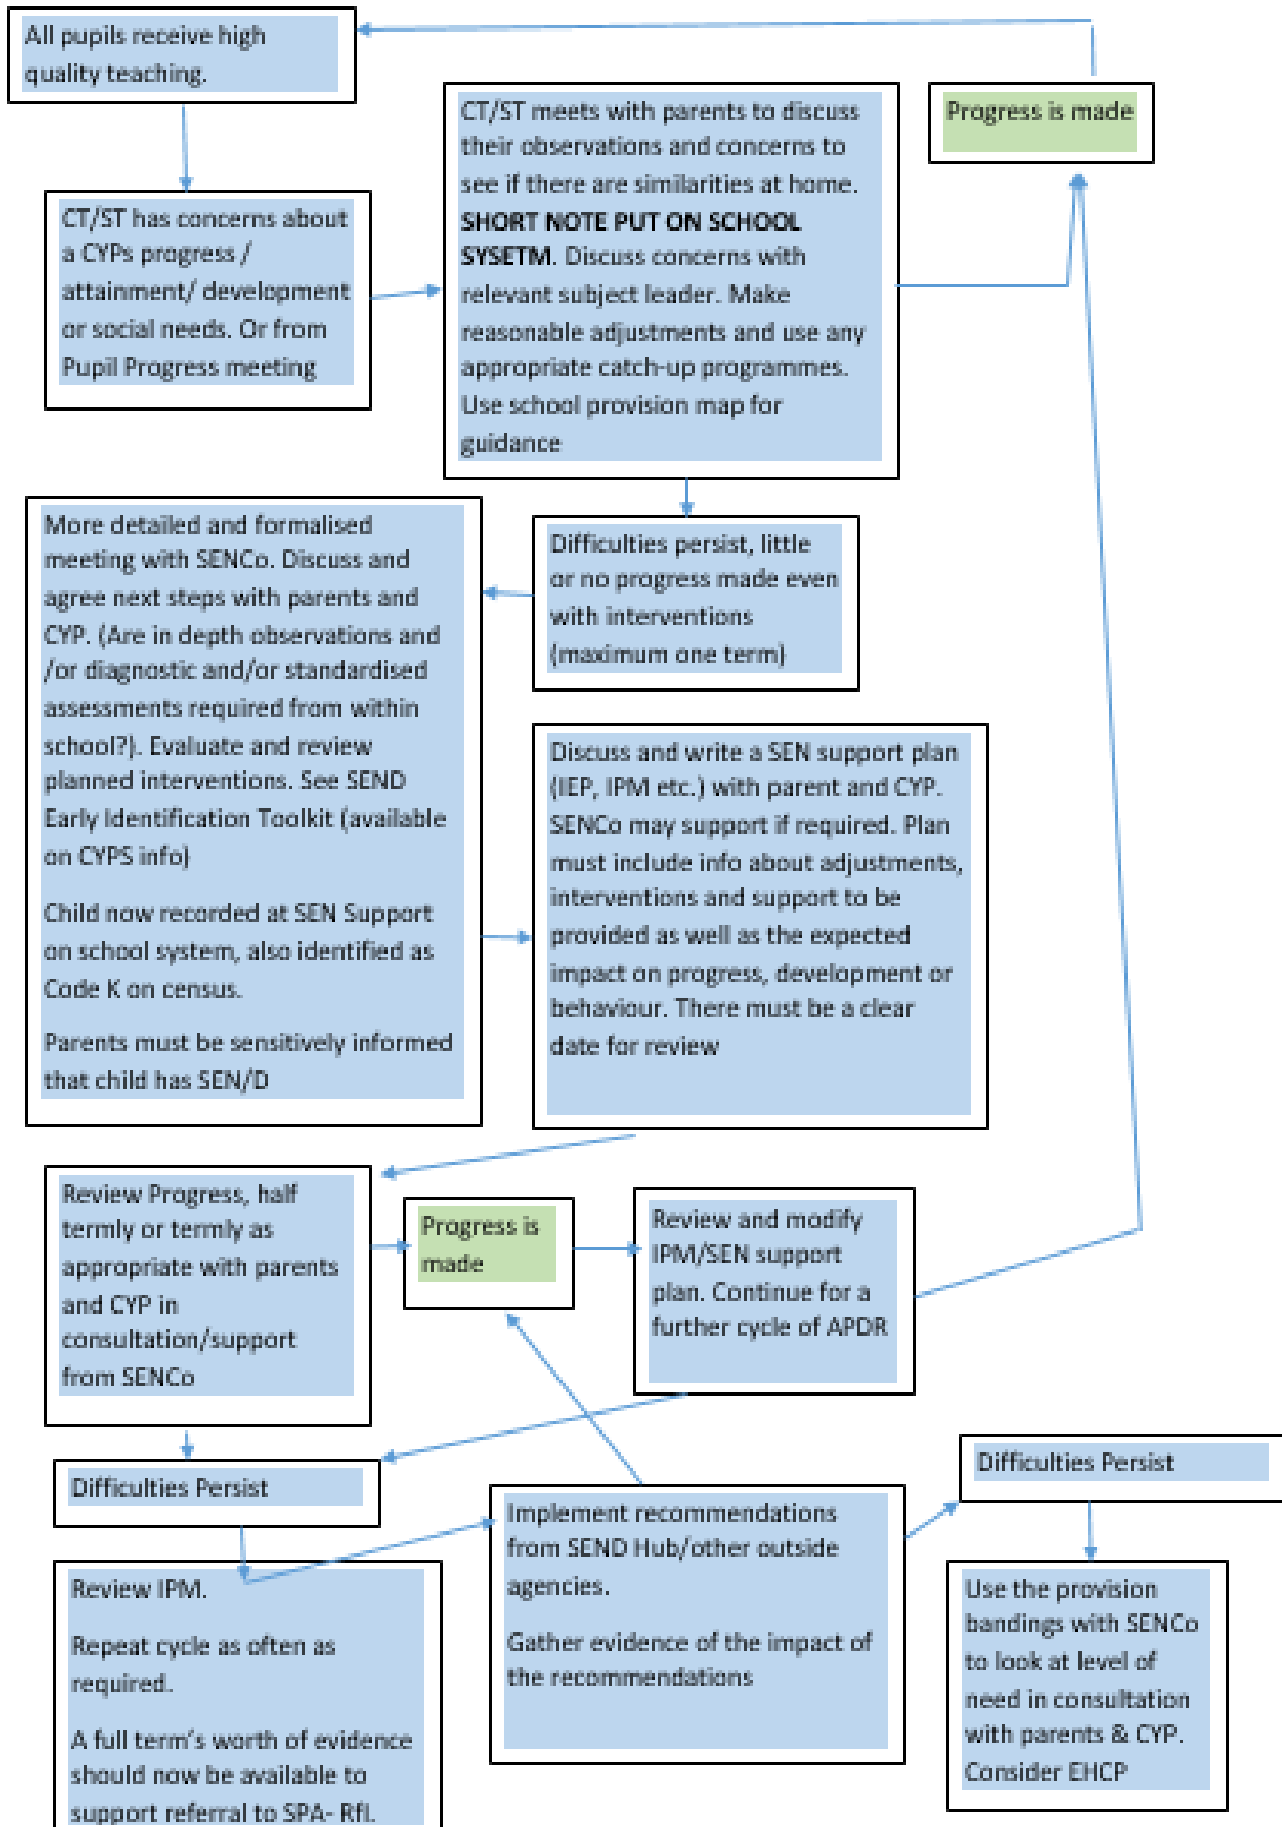 All pupils receive high
quality teaching.
CT/ST has concerns about
a CYPs progress /
attainment/ development
or social needs. Or from
Pupil Progress meeting
CT/ST meets with parents to discuss
their observations and concerns to
see if there are similarities at home.
SHORT NOTE PUT ON SCHOOL
SYSETM. Discuss concerns with
relevant subject leader. Make
reasonable adjustments and use any
appropriate catch-up programmes.
Use school provision map for
guidance
Progress is made
Difficulties persist, little
or no progress made even
with interventions
(maximum one term)
More detailed and formalised
meeting with SENCo. Discuss and
agree next steps with parents and
CYP. (Are in depth observations and
/or diagnostic and/or standardised
assessments required from within
school?). Evaluate and review
planned interventions. See SEND
Early Identification Toolkit (available
on CYPS info)
Child now recorded at SEN Support
on school system, also identified as
Code K on census.
Parents must be sensitively informed
that child has SEN/D
Discuss and write a SEN support plan
(IEP, IPM etc.) with parent and CYP.
SENCo may support if required. Plan
must include info about adjustments,
interventions and support to be
provided as well as the expected
impact on progress, development or
behaviour. There must be a clear
date for review
Review Progress, half
termly or termly as
appropriate with parents
and CYP in
consultation/support
from SENCo
Progress is
made
Review and modify
IPM/SEN support
plan. Continue for a
further cycle of APDR
Difficulties Persist
Review IPM.
Repeat cycle as often as
required.
A full term's worth of evidence
should now be available to
support referral to SPA- RfI.
Implement recommendations
from SEND Hub/other outside
agencies.
Gather evidence of the impact of
the recommendations
Difficulties Persist
Use the provision
bandings with SENCo
to look at level of
need in consultation
with parents & CYP.
Consider EHCP